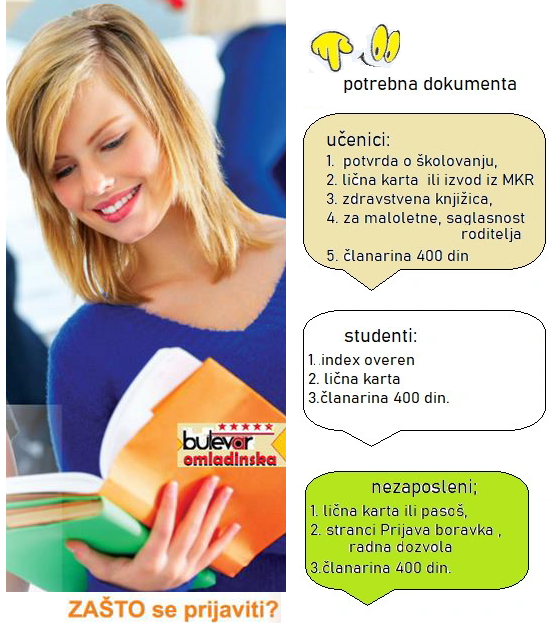 potrebna dokumenta
učenici:
1. potvrda o školovanju,
2. lična karta ili izvod iz MKR
3. zdravstvena knjižica,
4. za maloletne, saglasnost
roditelja
5. članarina 400 din
studenti:
1..index overen
2. lična karta
3.članarina 400 din.
bulevar
omladinska
nezaposleni;
1. lična karta ili pasoš,
2. stranci Prijava boravka ,
radna dozvola
3.članarina 400 din.
ZAŠTO se prijaviti?